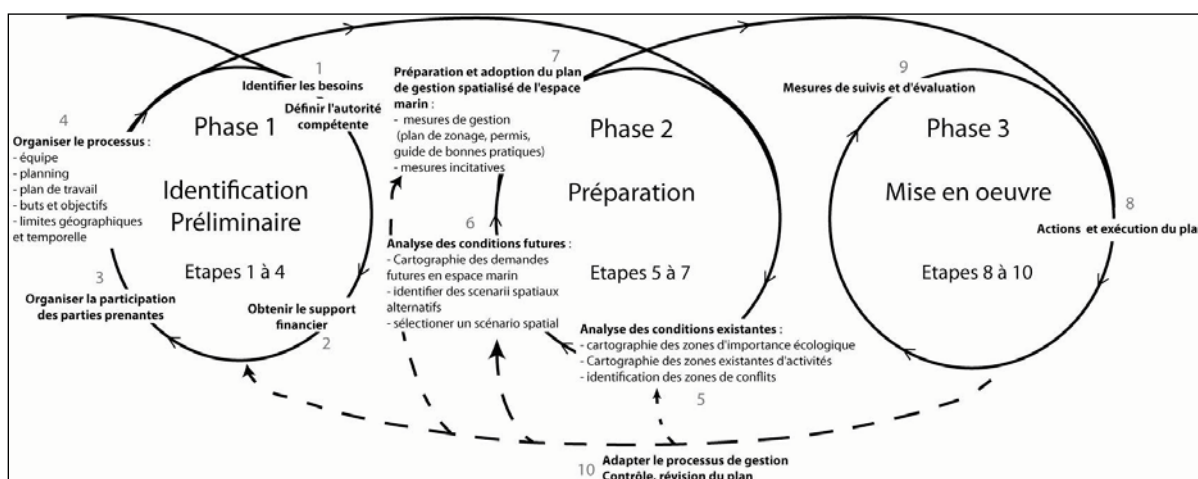 1
Identifier les besoins
Définir l'autorité
compétente
Phase 1
Identification
Préliminaire
Etapes 1 à 4
4
Organiser le processus :
- équipe
- planning
- plan de travail
- buts et objectifs
- limites géographiques
et temporelle
3
Organiser la participation
des parties prenantes
Obtenir le support
financier
2
7
Préparation et adoption du plan
de gestion spatialisé de l'espace
marin :
- mesures de gestion
(plan de zonage, permis,
guide de bonnes pratiques)
- mesures incitatives
Phase 2
Préparation
Etapes 5 à 7
6
Analyse des conditions futures :
- Cartographie des demandes
futures en espace marin
- identifier des scenarii spatiaux
alternatifs
- sélectioner un scénario spatial
Analyse des conditions existantes :
- cartographie des zones d'importance écologique
- Cartographie des zones existantes d'activités
- identification des zones de conflits
5
9
Mesures de suivis et d'évaluation
Phase 3
Mise en oeuvre
Etapes 8 à 10
8
Actions et exécution du plan
10
Adapter le processus de gestion
Contrôle, révision du plan